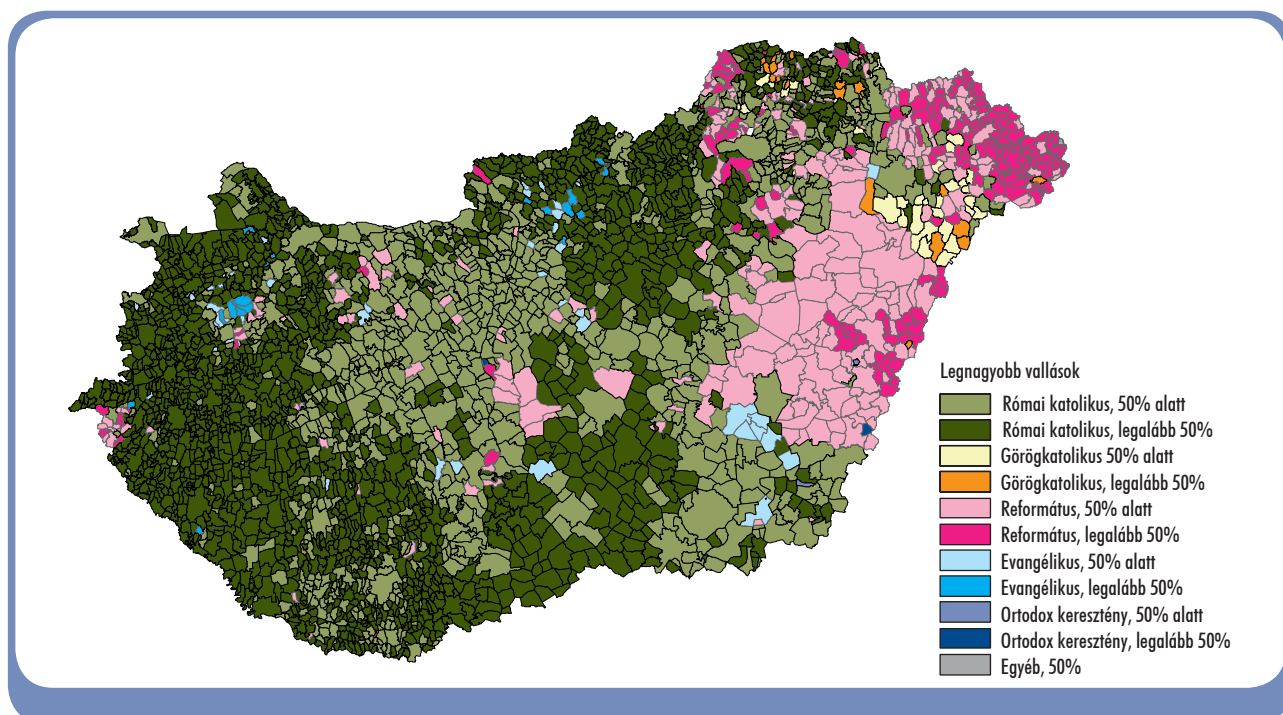 Legnagyobb vallások
Római katolikus, 50% alatt
Római katolikus, legalább 50%
Görögkatolikus 50% alatt
Görögkatolikus, legalább 50%
Református, 50% alatt
Református, legalább 50%
Evangélikus, 50% alatt
Evangélikus, legalább 50%
Ortodox keresztény, 50% alatt
Ortodox keresztény, legalább 50%
Egyéb, 50%